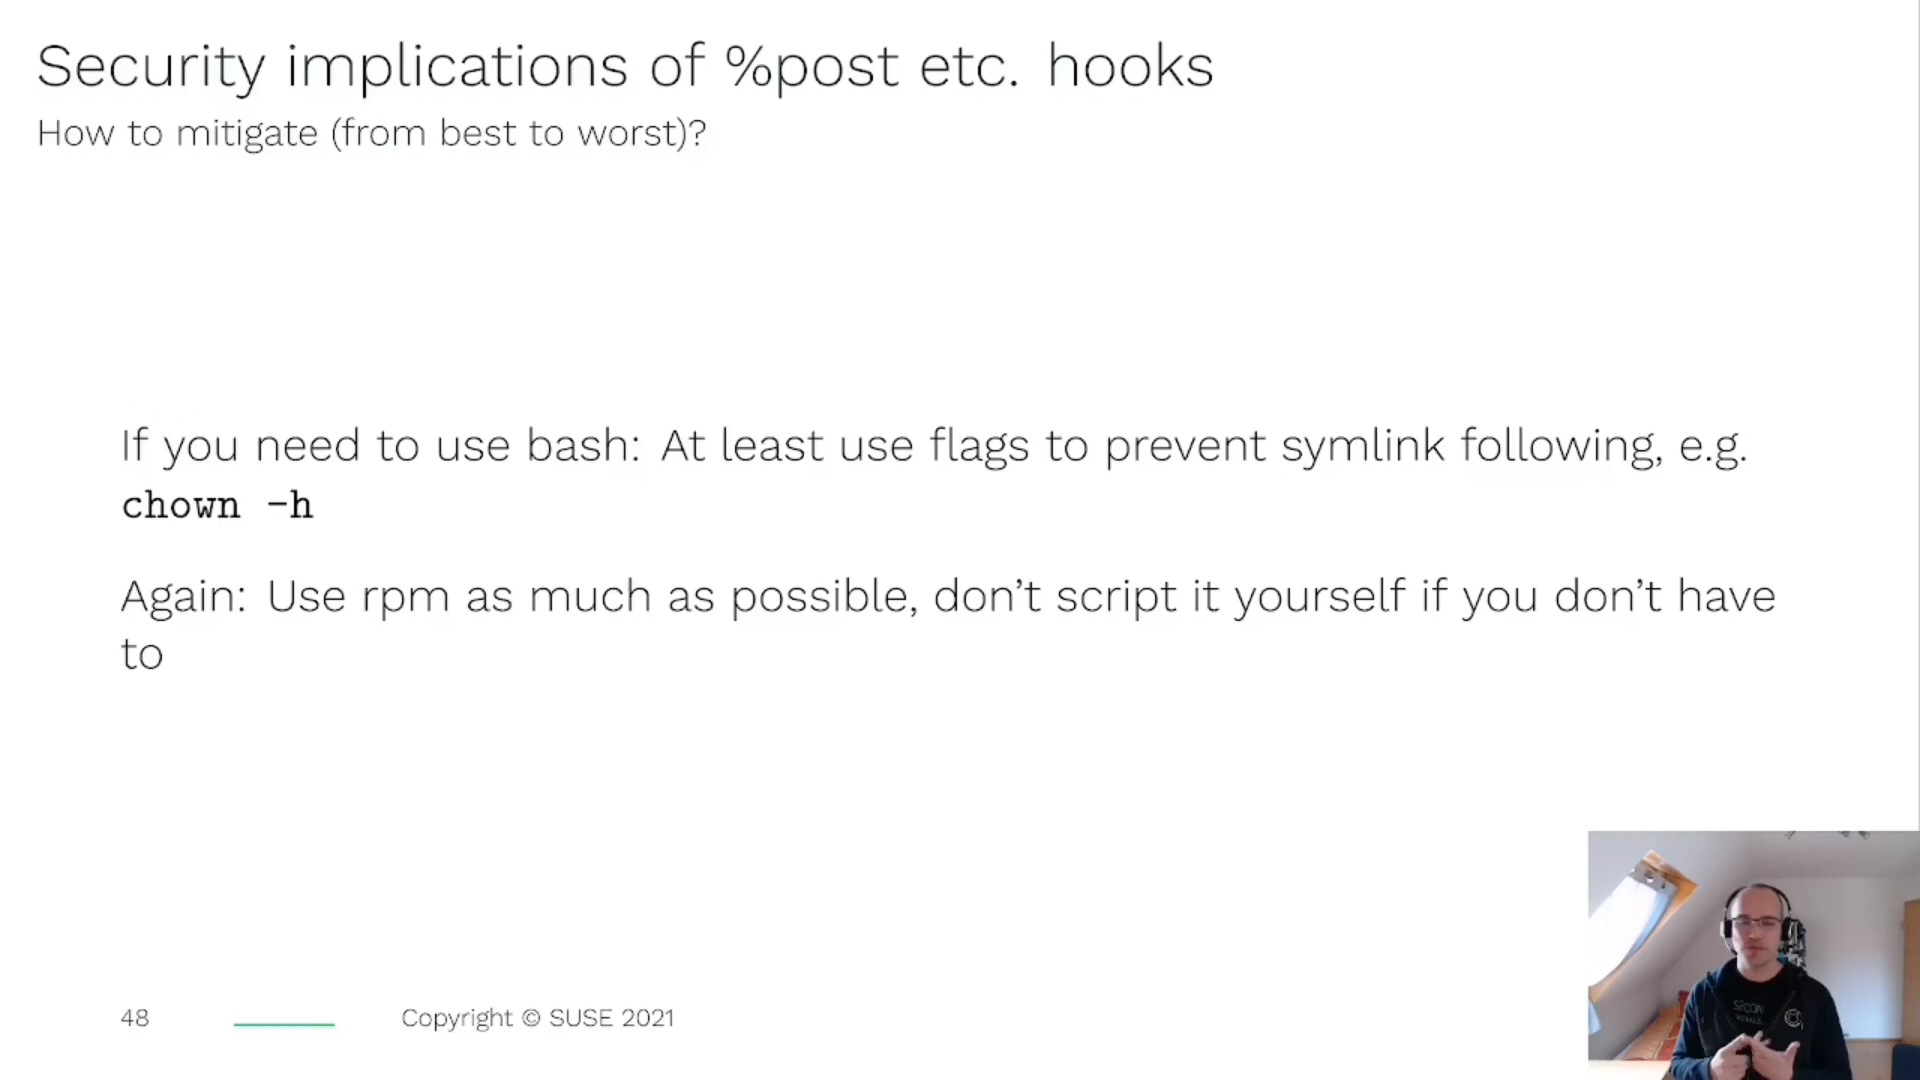 Security implications of %post etc. hooks
How to mitigate (from best to worst)?
If you need to use bash: At least use flags to prevent symlink following, e.g.
chown -h
Again: Use rpm as much as possible, don’t script it yourself if you don’t have
to
48
Copyright © SUSE 2021